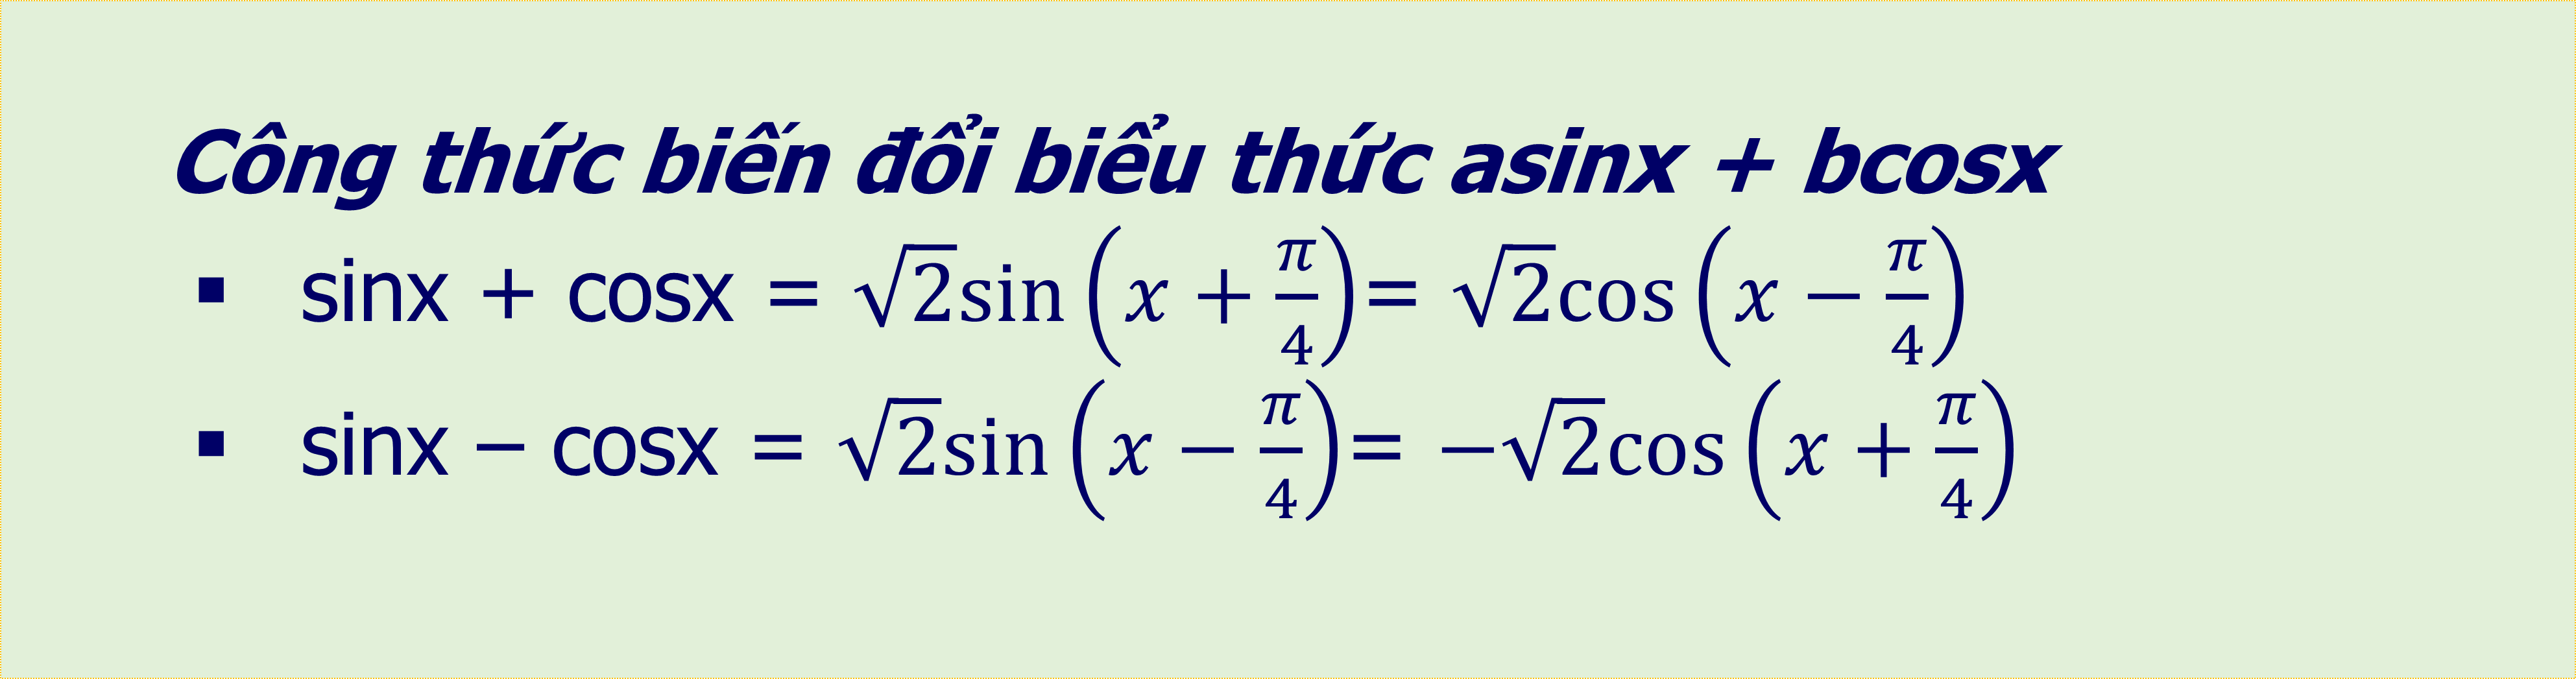 Công thức biến đổi biểu thức asinx + bcosx
▪ sinx + cosx = √2sin(x + π/4)= √2cos(x − π/4)
▪ sinx – cosx = √2sin(x − π/4)= −√2cos(x + π/4)